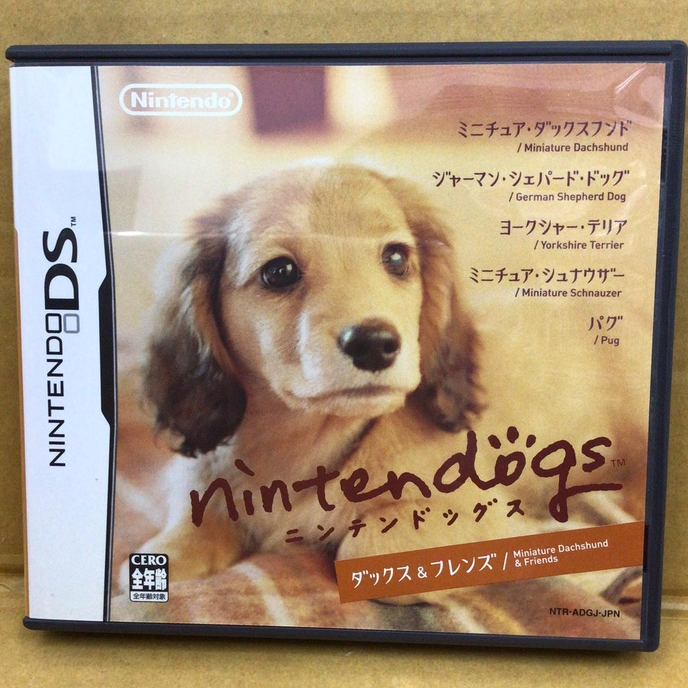 Nintendo
NINTENDO DS™
ミニチュア・ダックスフンド
/ Miniature Dachshund
ジャーマン・シェパード・ドッグ
/ German Shepherd Dog
ヨークシャー・テリア
/ Yorkshire Terrier
ミニチュア・シュナウザー
/ Miniature Schnauzer
パグ
/ Pug
nintendogs™
ニンテンドッグス
ダックス&フレンズ / Miniature Dachshund
& Friends
CERO
全年齢
全年齢対象
NTR-ADGJ-JPN